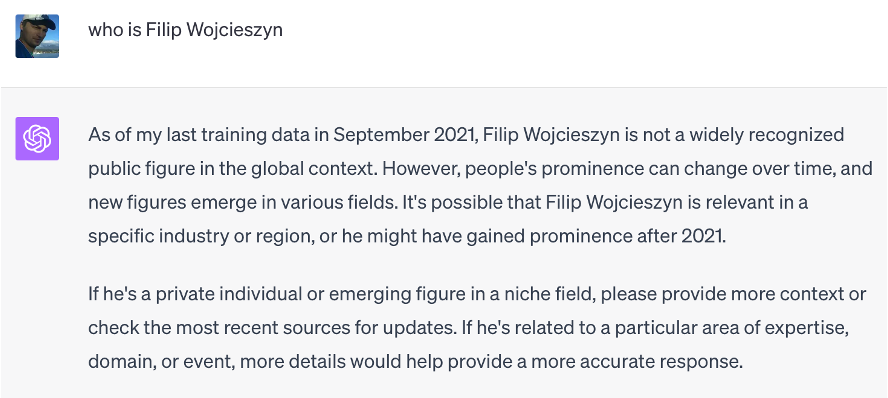 who is Filip Wojcieszyn
As of my last training data in September 2021, Filip Wojcieszyn is not a widely recognized
public figure in the global context. However, people's prominence can change over time, and
new figures emerge in various fields. It's possible that Filip Wojcieszyn is relevant in a
specific industry or region, or he might have gained prominence after 2021.
If he's a private individual or emerging figure in a niche field, please provide more context or
check the most recent sources for updates. If he's related to a particular area of expertise,
domain, or event, more details would help provide a more accurate response.